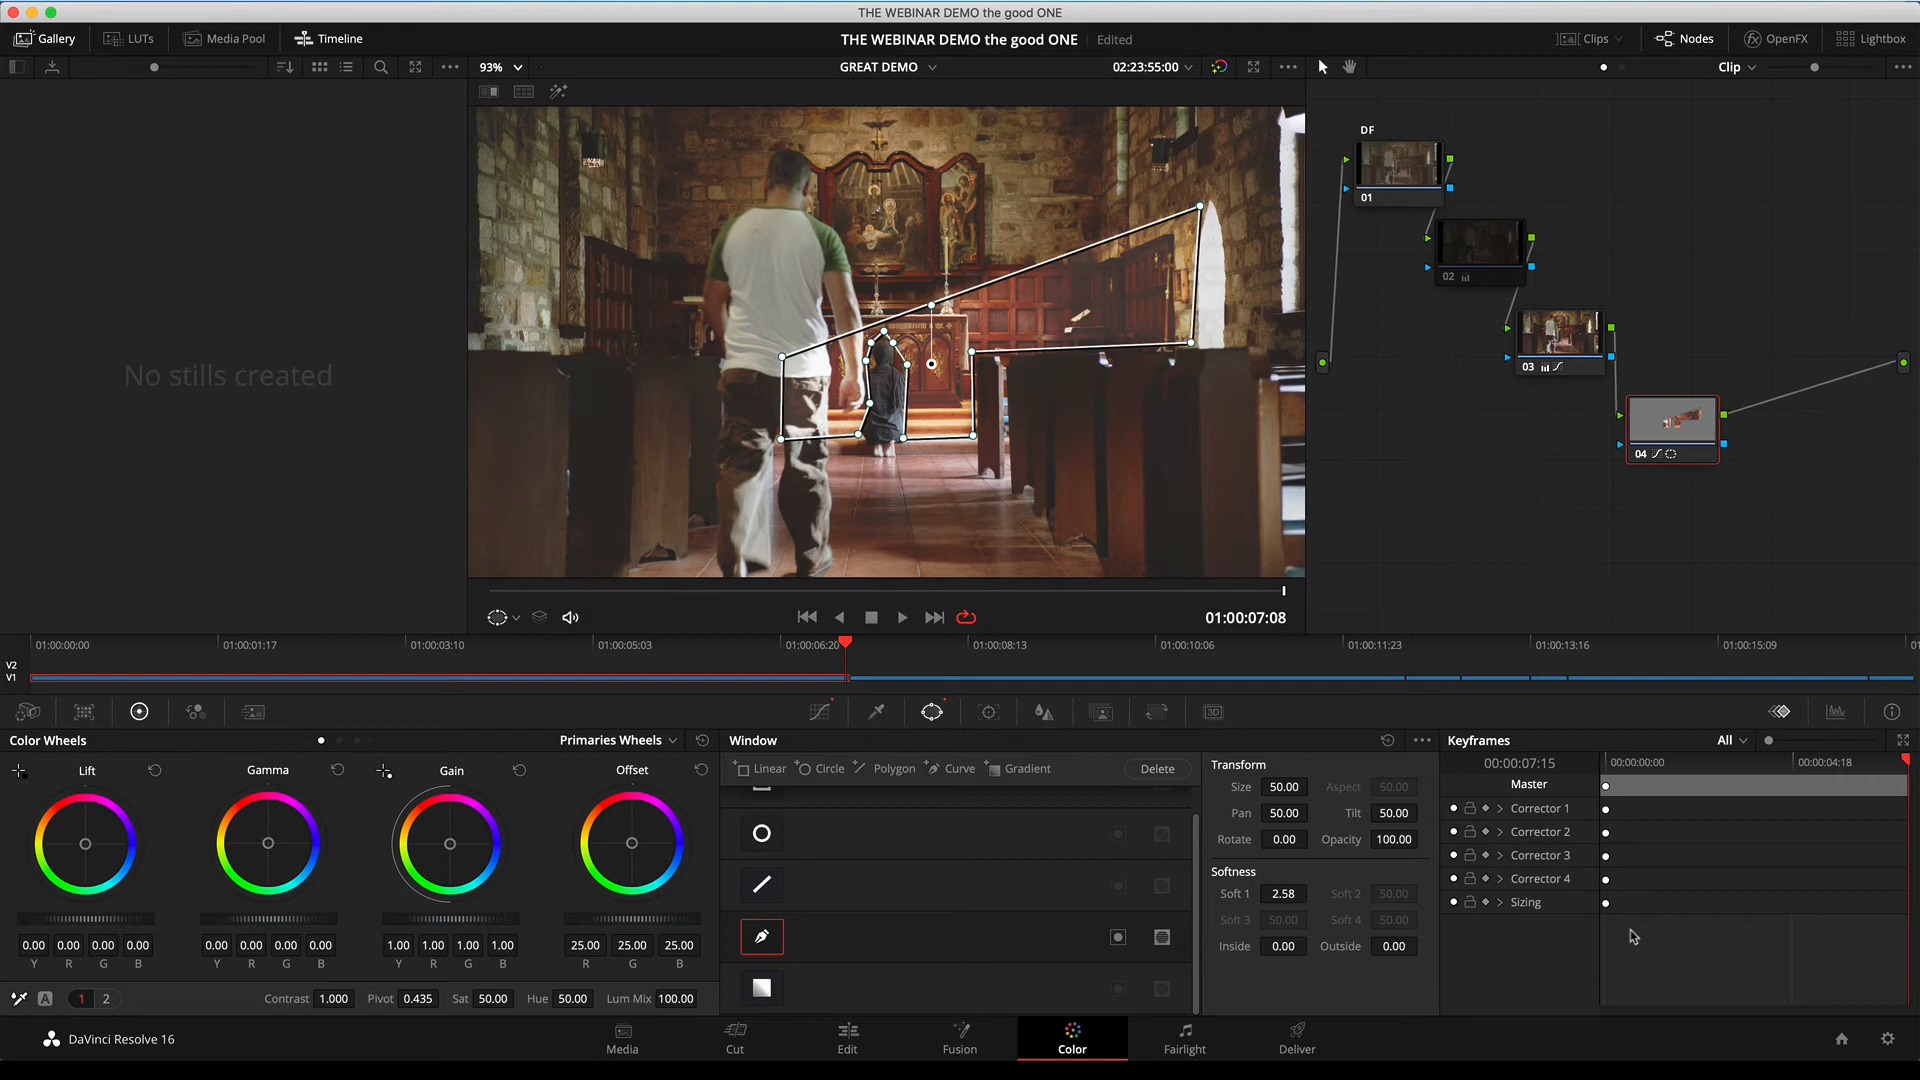 THE WEBINAR DEMO the good ONE
Gallery LUTs Media Pool Timeline THE WEBINAR DEMO the good ONE Edited Clips Nodes OpenFX Lightbox
93% GREAT DEMO 02:23:55:00 Clip
No stills created
DF
01
02
03
04
01:00:07:08
01:00:00:00 01:00:01:17 01:00:03:10 01:00:05:03 01:00:06:20 01:00:08:13 01:00:10:06 01:00:11:23 01:00:13:16 01:00:15:09 01
V2
V1
Color Wheels Primaries Wheels Window Keyframes All
Lift Gamma Gain Offset
Linear Circle Polygon Curve Gradient Delete
Transform
Size 50.00 Aspect 50.00
Pan 50.00 Tilt 50.00
Rotate 0.00 Opacity 100.00
Softness
Soft 1 2.58 Soft 2 50.00
Soft 3 50.00 Soft 4 50.00
Inside 0.00 Outside 0.00
00:00:07:15 00:00:00:00 00:00:04:18
Master
Corrector 1
Corrector 2
Corrector 3
Corrector 4
Sizing
0.00 0.00 0.00 0.00 0.00 0.00 0.00 0.00 1.00 1.00 1.00 1.00 25.00 25.00 25.00
Y R G B Y R G B Y R G B R G B
A 1 2 Contrast 1.000 Pivot 0.435 Sat 50.00 Hue 50.00 Lum Mix 100.00
DaVinci Resolve 16 Media Cut Edit Fusion Color Fairlight Deliver
3D